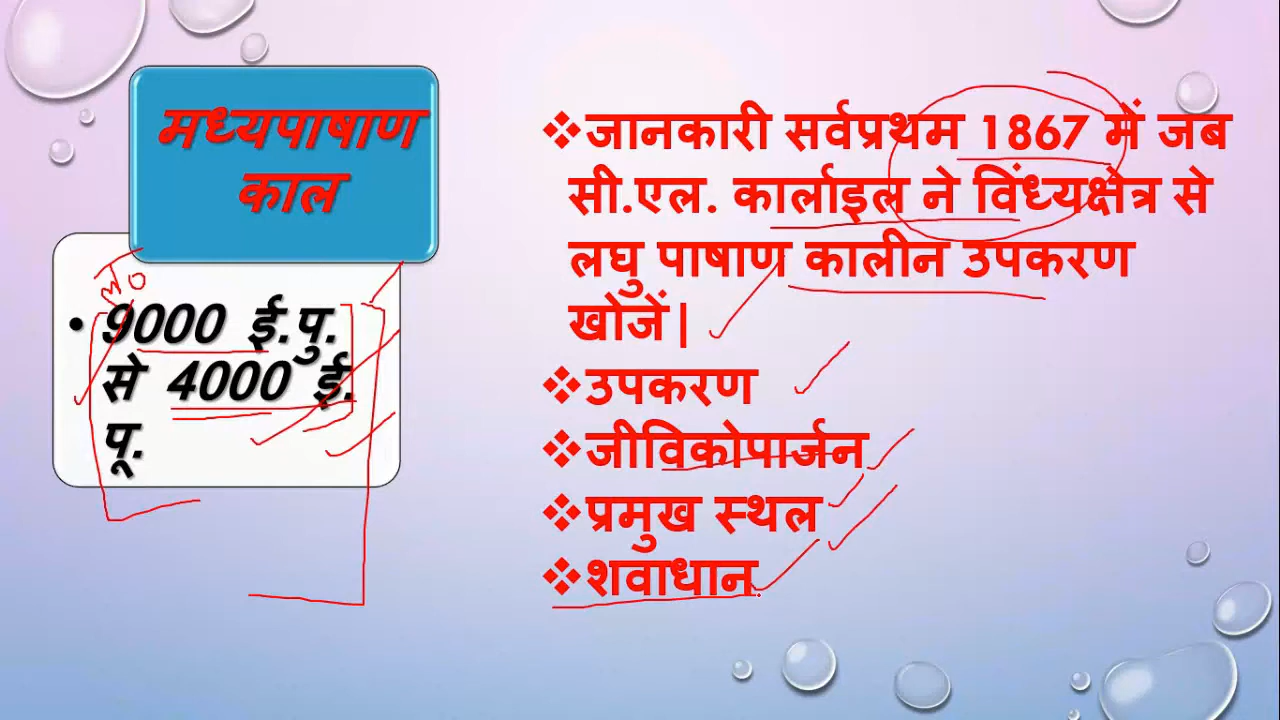 मध्यपाषाण
काल
• 9000 ई.पु.
से 4000 ई.
पू.
❖जानकारी सर्वप्रथम 1867 में जब
सी.एल. कार्लाइल ने विंध्यक्षेत्र से
लघु पाषाण कालीन उपकरण
खोजें|
❖उपकरण
❖जीविकोपार्जन
❖प्रमुख स्थल
❖शवाधान